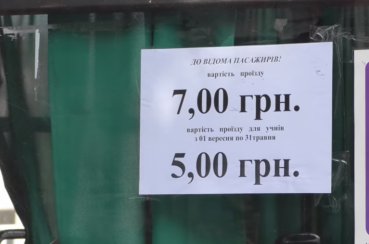 ДО ВІДОМА ПАСАЖИРІВ!
вартість проїзду
7,00 грн.
вартість проїзду для учнів
з 01 вересня по 31травня
5,00 грн.